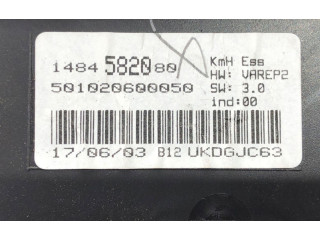 1484 582080 KmH Ess
501020600050 HW: VAREP2
SW: 3.0
ind:00
17/06/03 B12 UKDGJC63